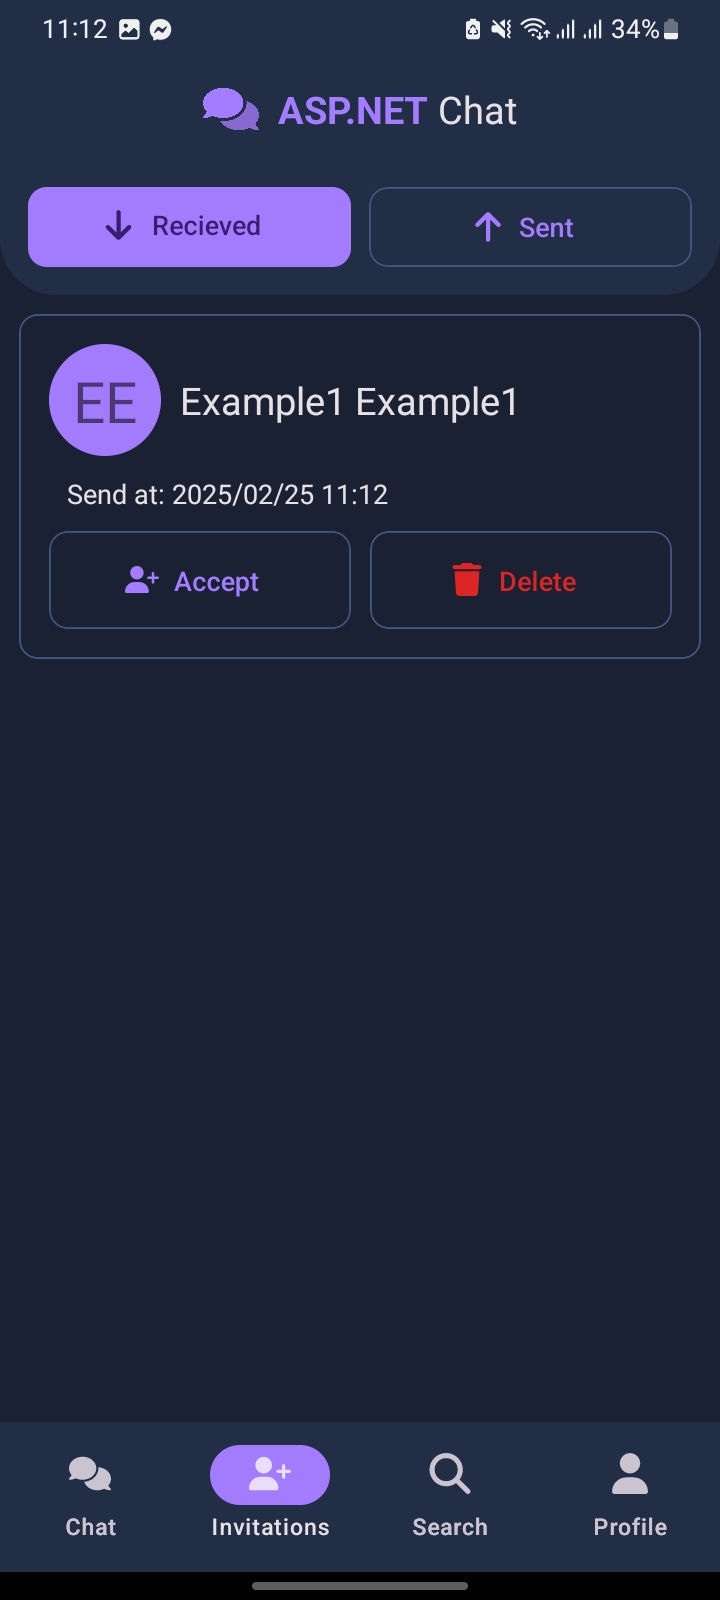 11:12 34%
ASP.NET Chat
Recieved Sent
EE Example1 Example1
Send at: 2025/02/25 11:12
Accept Delete
Chat Invitations Search Profile